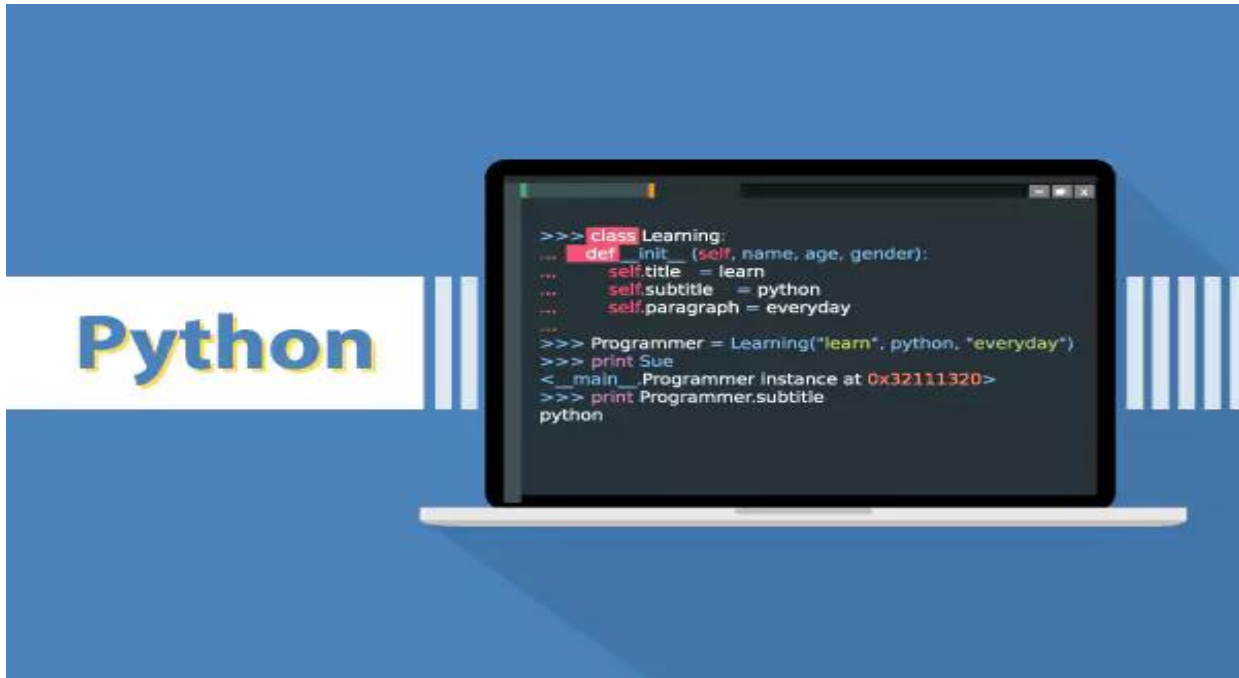 Python
>>> class Learning:
... def __init__ (self, name, age, gender):
... self.title = learn
... self.subtitle = python
... self.paragraph = everyday
...
>>> Programmer = Learning("learn", python, "everyday")
>>> print Sue
<__main__.Programmer instance at 0x32111320>
>>> print Programmer.subtitle
python